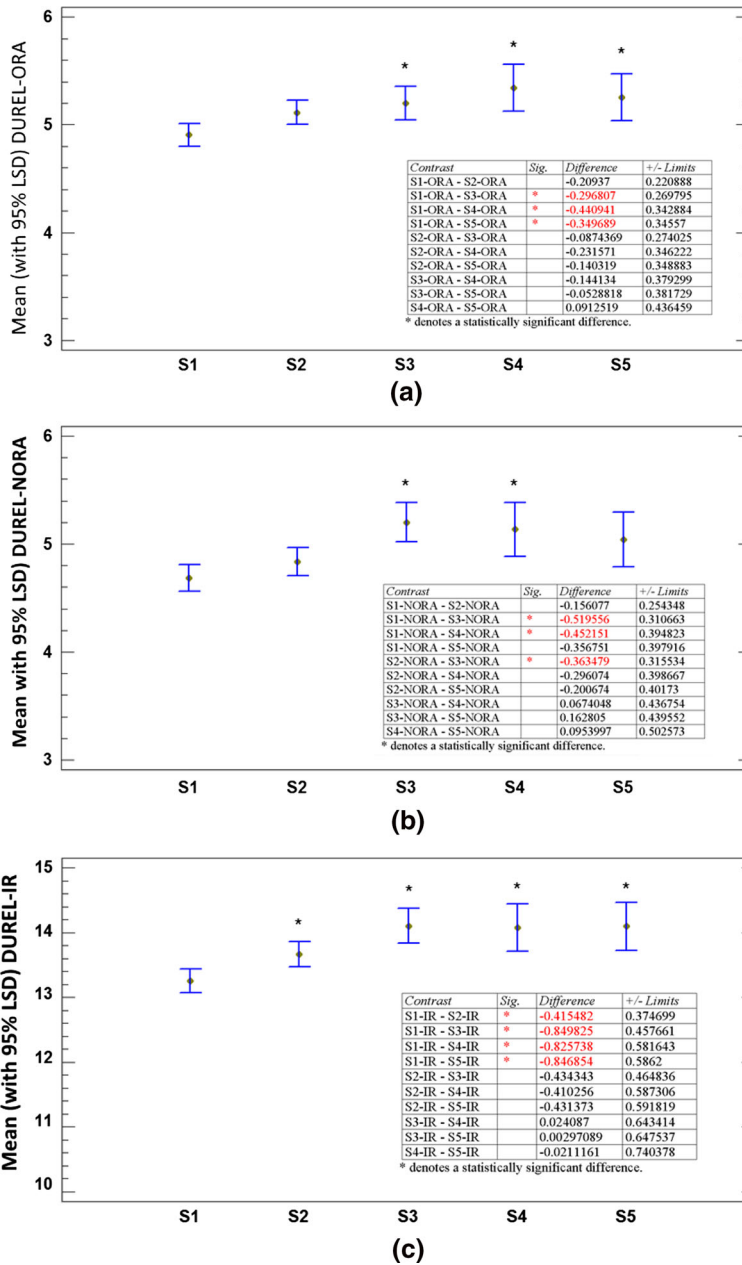 Mean (with 95% LSD) DUREL-ORA
6
5
4
3
* * *
Contrast Sig. Difference +/- Limits
S1-ORA - S2-ORA -0.20937 0.220888
S1-ORA - S3-ORA * -0.296807 0.269795
S1-ORA - S4-ORA * -0.440941 0.342884
S1-ORA - S5-ORA * -0.349689 0.34557
S2-ORA - S3-ORA -0.0874369 0.274025
S2-ORA - S4-ORA -0.231571 0.346222
S2-ORA - S5-ORA -0.140319 0.348883
S3-ORA - S4-ORA -0.144134 0.379299
S3-ORA - S5-ORA -0.0528818 0.381729
S4-ORA - S5-ORA 0.0912519 0.436459
* denotes a statistically significant difference.
S1 S2 S3 S4 S5
(a)
Mean with 95% LSD) DUREL-NORA
6
5
4
3
* *
Contrast Sig. Difference +/- Limits
S1-NORA - S2-NORA -0.156077 0.254348
S1-NORA - S3-NORA * -0.519556 0.310663
S1-NORA - S4-NORA * -0.452151 0.394823
S1-NORA - S5-NORA -0.356751 0.397916
S2-NORA - S3-NORA * -0.363479 0.315534
S2-NORA - S4-NORA -0.296074 0.398667
S2-NORA - S5-NORA -0.200674 0.40173
S3-NORA - S4-NORA 0.0674048 0.436754
S3-NORA - S5-NORA 0.162805 0.439552
S4-NORA - S5-NORA 0.0953997 0.502573
* denotes a statistically significant difference.
S1 S2 S3 S4 S5
(b)
Mean (with 95% LSD) DUREL-IR
15
14
13
12
11
10
* * * *
Contrast Sig. Difference +/- Limits
S1-IR - S2-IR * -0.415482 0.374699
S1-IR - S3-IR * -0.849825 0.457661
S1-IR - S4-IR * -0.825738 0.581643
S1-IR - S5-IR * -0.846854 0.5862
S2-IR - S3-IR -0.434343 0.464836
S2-IR - S4-IR -0.410256 0.587306
S2-IR - S5-IR -0.431373 0.591819
S3-IR - S4-IR 0.024087 0.643414
S3-IR - S5-IR 0.00297089 0.647537
S4-IR - S5-IR -0.0211161 0.740378
* denotes a statistically significant difference.
S1 S2 S3 S4 S5
(c)